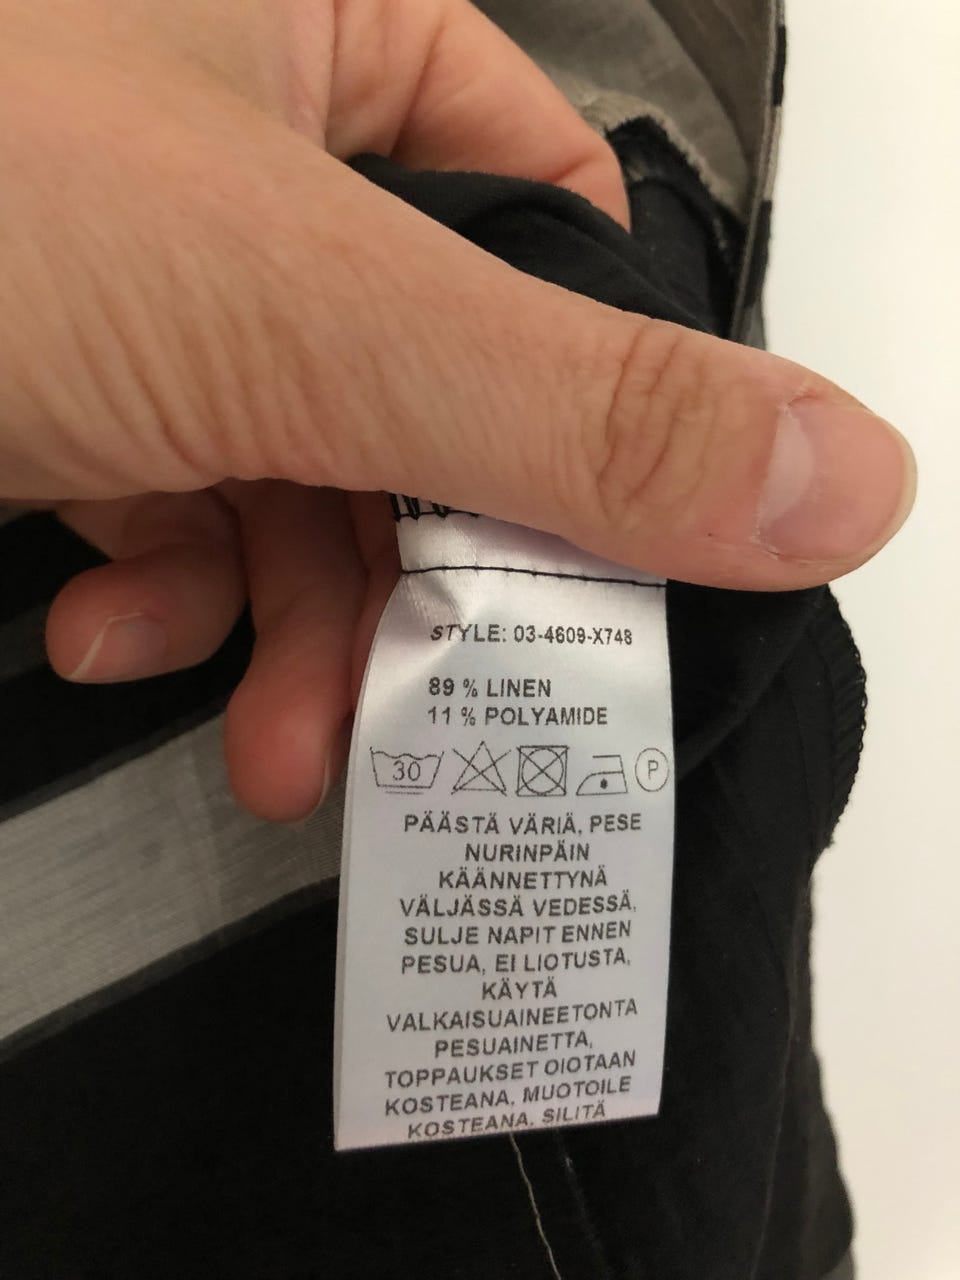 STYLE: 03-4609-X748
89 % LINEN
11 % POLYAMIDE
30 P
PÄÄSTÄ VÄRIÄ, PESE
NURINPÄIN
KÄÄNNETTYNÄ
VÄLJÄSSÄ VEDESSÄ,
SULJE NAPIT ENNEN
PESUA, EI LIOTUSTA,
KÄYTÄ
VALKAISUAINEETONTA
PESUAINETTA,
TOPPAUKSET OIOTAAN
KOSTEANA, MUOTOILE
KOSTEANA, SILITÄ